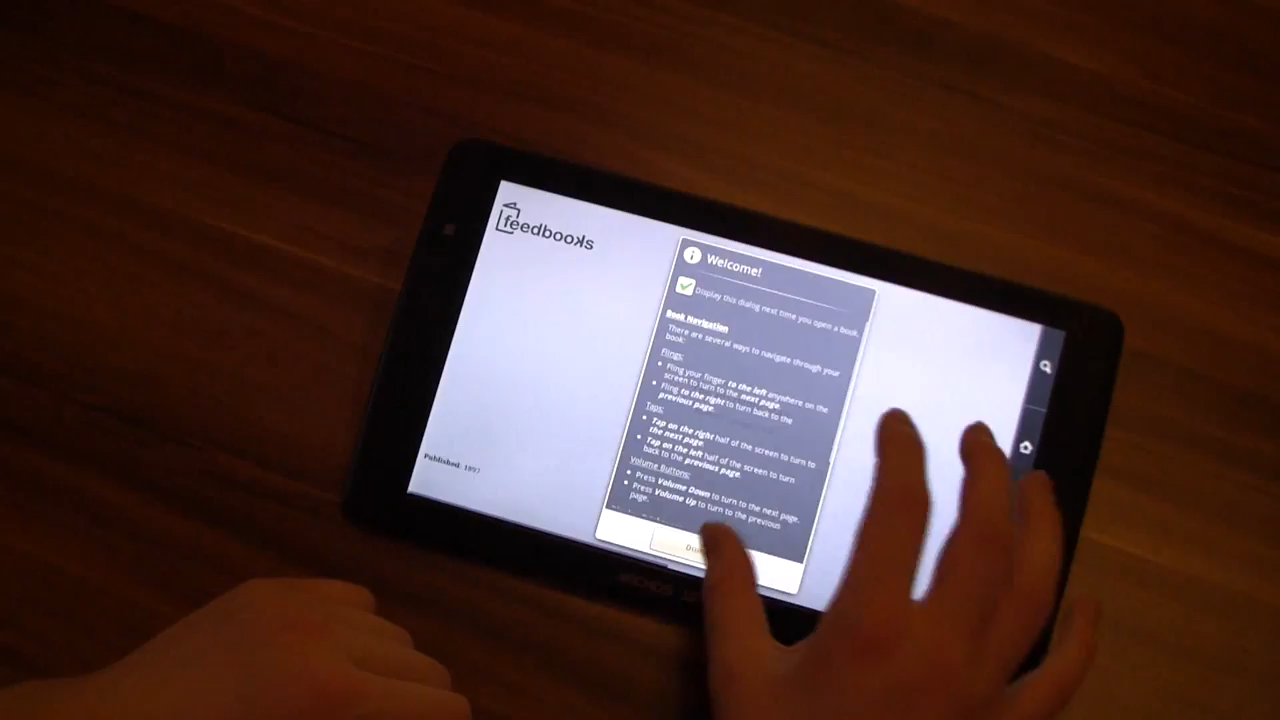 feedbooks
Welcome!
Display this dialog next time you open a book.
Book Navigation
There are several ways to navigate through your
book:
Flings:
• Fling your finger to the left anywhere on the
screen to turn to the next page.
• Fling to the right to turn back to the
previous page.
Taps:
• Tap on the right half of the screen to turn to
the next page.
• Tap on the left half of the screen to turn
back to the previous page.
Volume Buttons:
• Press Volume Down to turn to the next page.
• Press Volume Up to turn to the previous
page.
Published: 1897